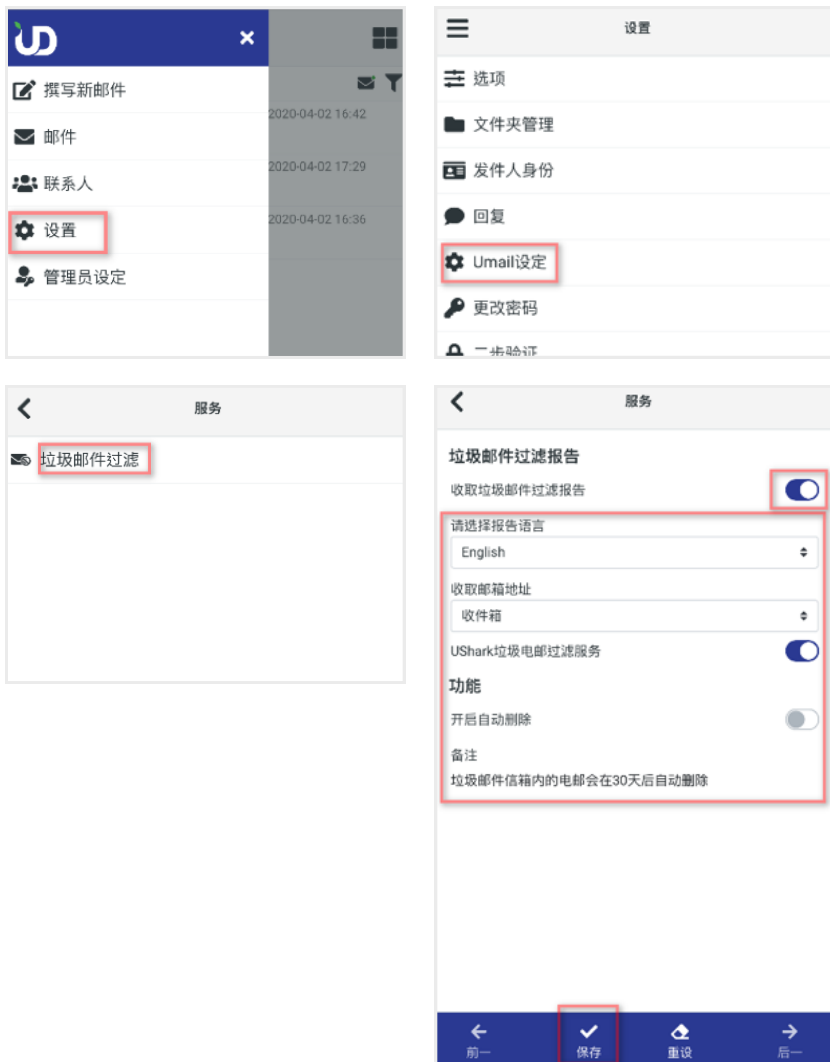 UD
撰写新邮件
邮件
联系人
设置
管理员设定
2020-04-02 16:42
2020-04-02 17:29
2020-04-02 16:36
设置
选项
文件夹管理
发件人身份
回复
Umail设定
更改密码
二步验证
服务
垃圾邮件过滤
服务
垃圾邮件过滤报告
收取垃圾邮件过滤报告
请选择报告语言
English
收取邮箱地址
收件箱
UShark垃圾电邮过滤服务
功能
开启自动删除
备注
垃圾邮件信箱内的电邮会在30天后自动删除
前一
保存
重设
后一